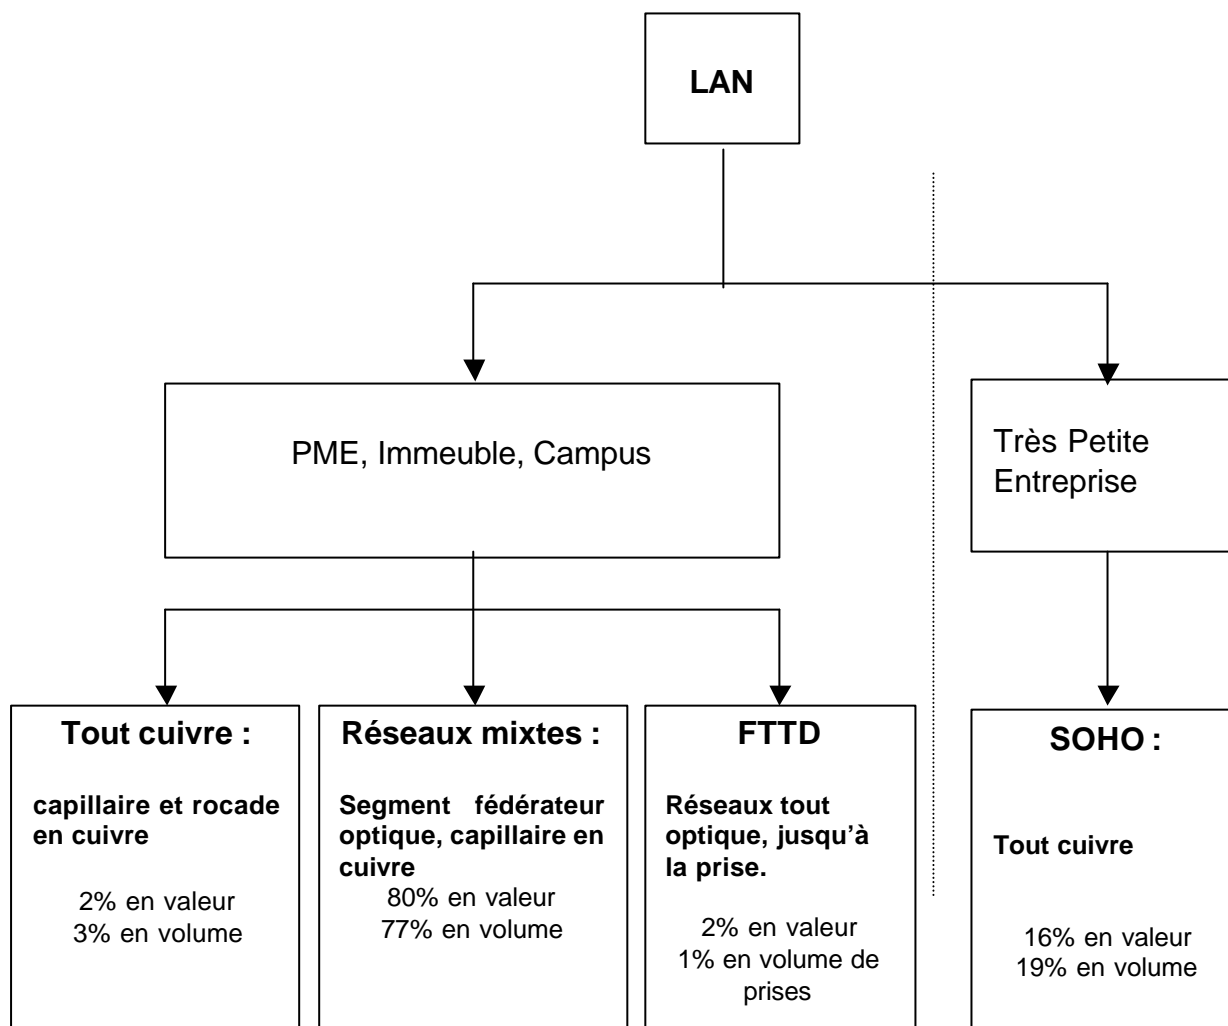 LAN
PME, Immeuble, Campus
Très Petite
Entreprise
Tout cuivre :
capillaire et rocade
en cuivre
2% en valeur
3% en volume
Réseaux mixtes :
Segment fédérateur
optique, capillaire en
cuivre
80% en valeur
77% en volume
FTTD
Réseaux tout
optique, jusqu’à
la prise.
2% en valeur
1% en volume de
prises
SOHO :
Tout cuivre
16% en valeur
19% en volume